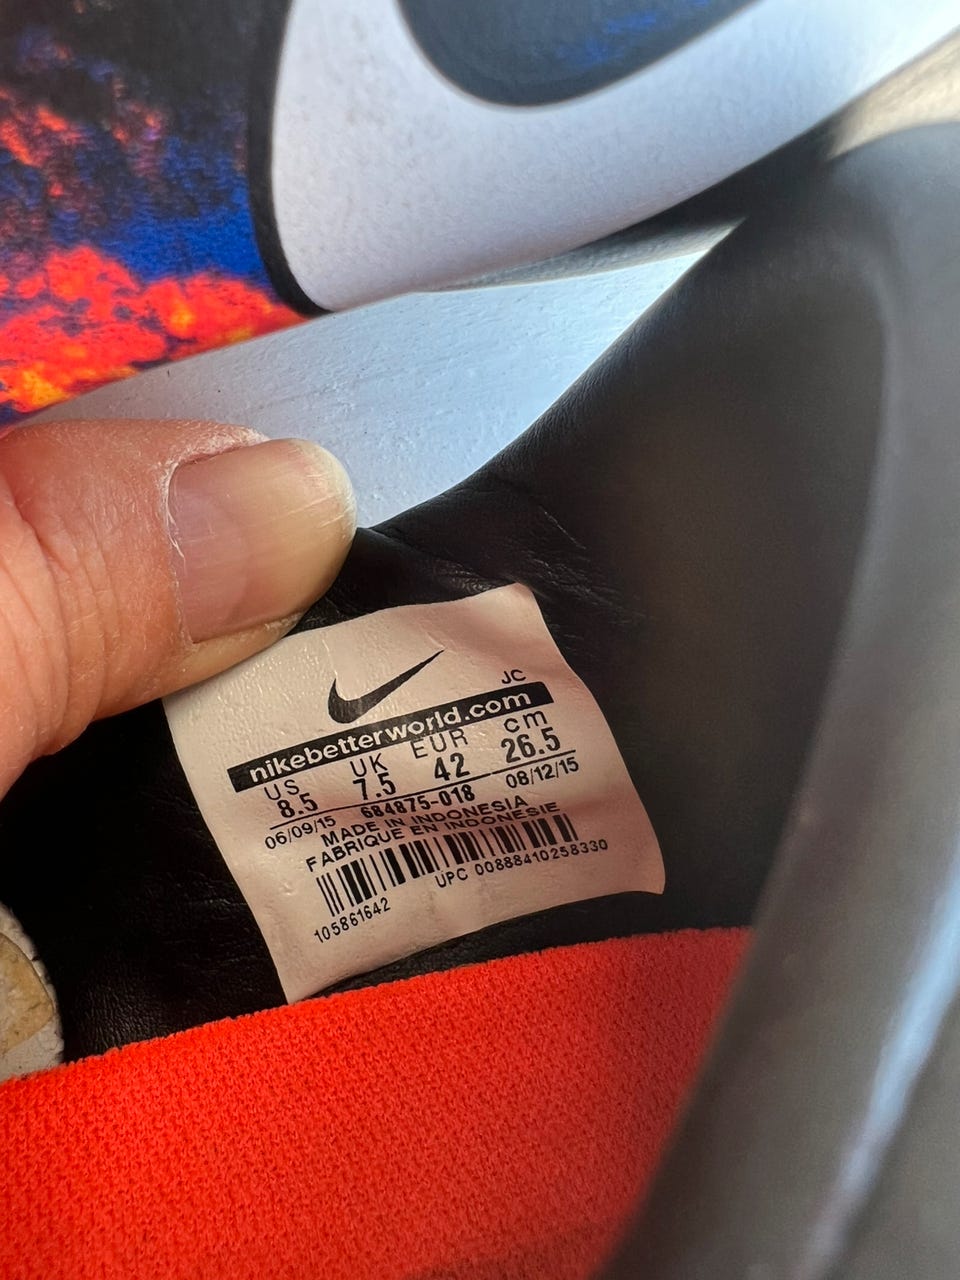 JC
nikebetterworld.com
US UK EUR cm
8.5 7.5 42 26.5
06/09/15 684875-018 08/12/15
MADE IN INDONESIA
FABRIQUE EN INDONESIE
105861642 UPC 00888410258330